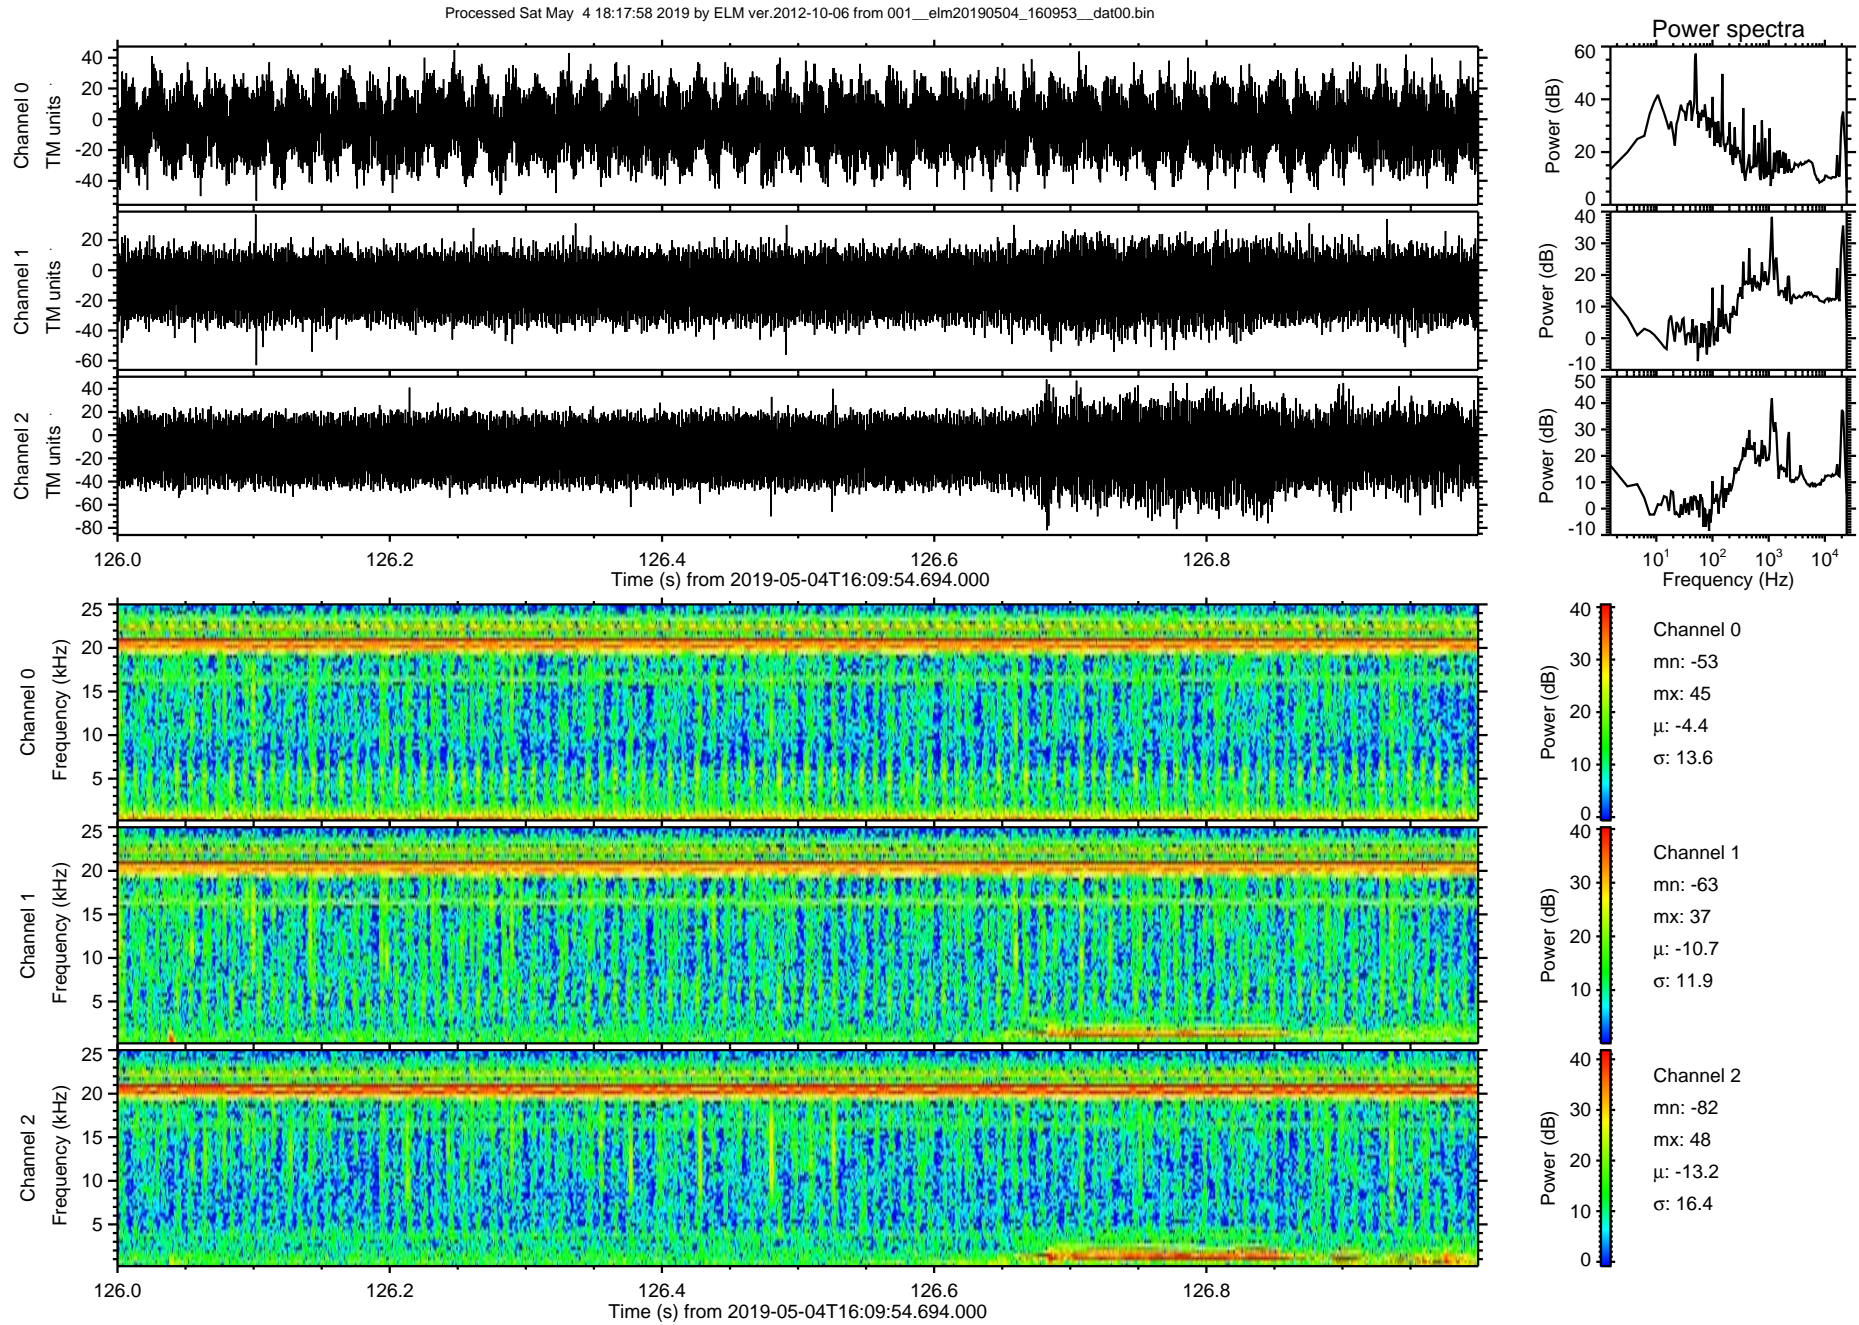 Processed Sat May  4 18:17:58 2019 by ELM ver.2012-10-06 from 001__elm20190504_160953__dat00.bin
Power spectra
Channel 0
TM units
40
20
0
-20
-40
Power (dB)
60
40
20
0
Channel 1
TM units
20
0
-20
-40
-60
Power (dB)
40
30
20
10
0
-10
Channel 2
TM units
40
20
0
-20
-40
-60
-80
Power (dB)
50
40
30
20
10
0
-10
126.0 126.2 126.4 126.6 126.8
Time (s) from 2019-05-04T16:09:54.694.000
10¹ 10² 10³ 10⁴
Frequency (Hz)
Channel 0
Frequency (kHz)
25
20
15
10
5
Power (dB)
40
30
20
10
0
Channel 0
mn: -53
mx: 45
μ: -4.4
σ: 13.6
Channel 1
Frequency (kHz)
25
20
15
10
5
Power (dB)
40
30
20
10
Channel 1
mn: -63
mx: 37
μ: -10.7
σ: 11.9
Channel 2
Frequency (kHz)
25
20
15
10
5
Power (dB)
40
30
20
10
0
Channel 2
mn: -82
mx: 48
μ: -13.2
σ: 16.4
126.0 126.2 126.4 126.6 126.8
Time (s) from 2019-05-04T16:09:54.694.000